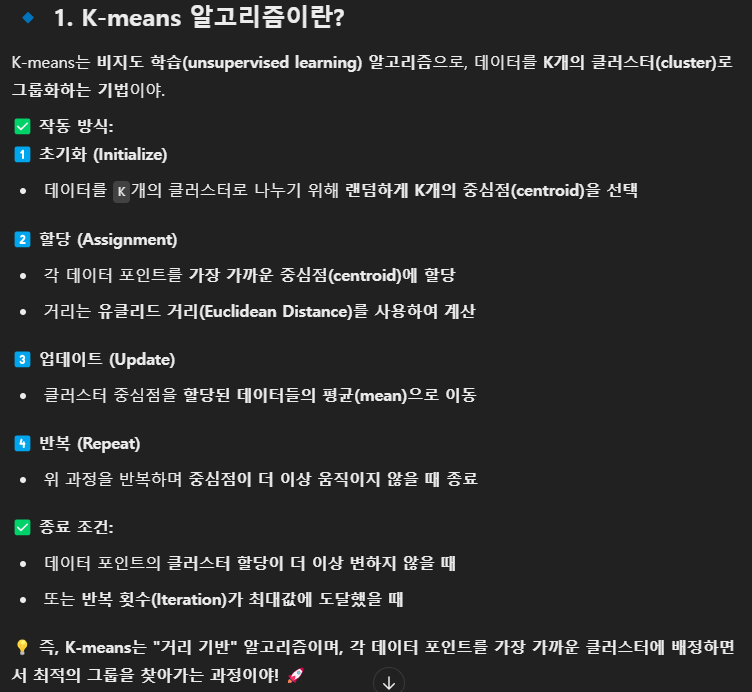 🔹 1. K-means 알고리즘이란?
K-means는 비지도 학습(unsupervised learning) 알고리즘으로, 데이터를 K개의 클러스터(cluster)로
그룹화하는 기법이야.
✅ 작동 방식:
1️⃣ 초기화 (Initialize)
• 데이터를 K개의 클러스터로 나누기 위해 랜덤하게 K개의 중심점(centroid)을 선택
2️⃣ 할당 (Assignment)
• 각 데이터 포인트를 가장 가까운 중심점(centroid)에 할당
• 거리는 유클리드 거리(Euclidean Distance)를 사용하여 계산
3️⃣ 업데이트 (Update)
• 클러스터 중심점을 할당된 데이터들의 평균(mean)으로 이동
4️⃣ 반복 (Repeat)
• 위 과정을 반복하며 중심점이 더 이상 움직이지 않을 때 종료
✅ 종료 조건:
• 데이터 포인트의 클러스터 할당이 더 이상 변하지 않을 때
• 또는 반복 횟수(Iteration)가 최대값에 도달했을 때
💡 즉, K-means는 "거리 기반" 알고리즘이며, 각 데이터 포인트를 가장 가까운 클러스터에 배정하면
서 최적의 그룹을 찾아가는 과정이야! 🚀